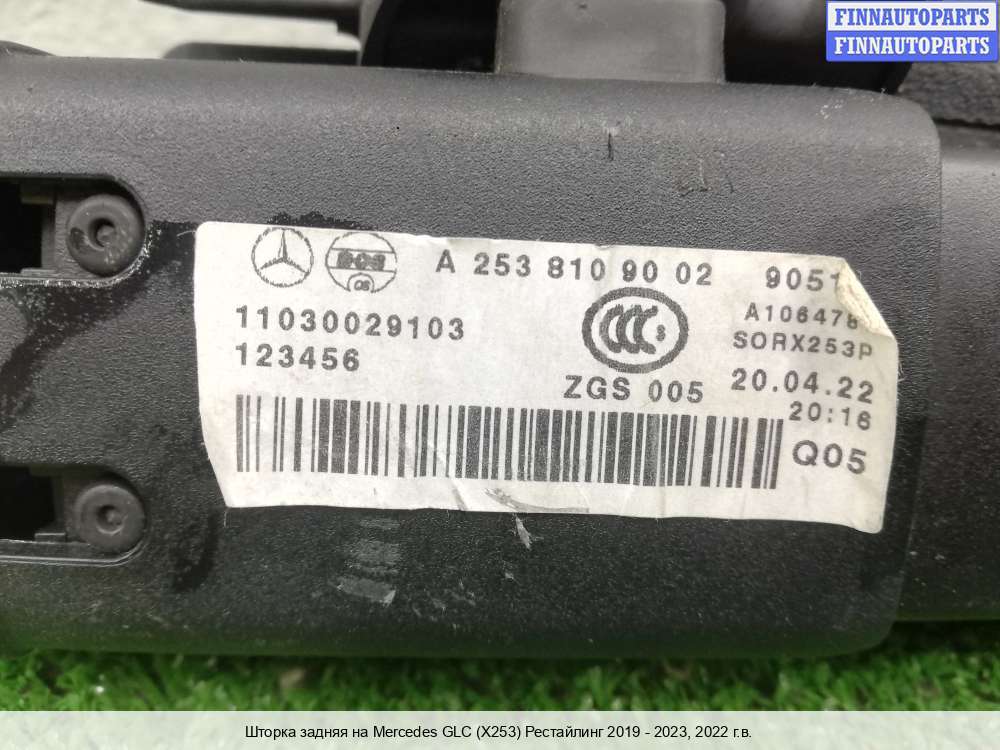 FINNAUTOPARTS
FINNAUTOPARTS
A 253 810 90 02 9051
11030029103
A106478
123456
SORX253P
ZGS 005
20.04.22
20:16
Q05
Шторка задняя на Mercedes GLC (X253) Рестайлинг 2019 - 2023, 2022 г.в.